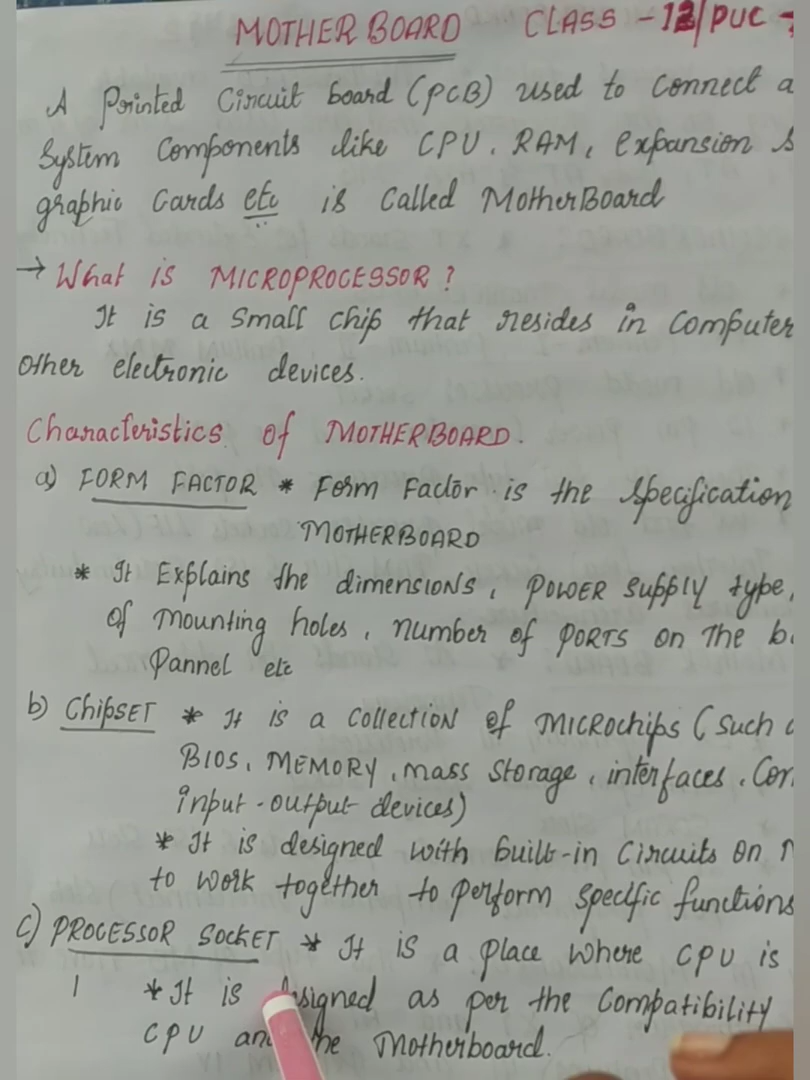 MOTHERBOARD CLASS - 12/PUC -
A Printed Circuit board (PCB) used to Connect a
System Components like CPU, RAM, Expansion s
graphic Cards etc is Called MotherBoard
→ What is MICROPROCESSOR?
It is a Small chip that resides in Computer
other electronic devices.
Characteristics of MOTHERBOARD.
a) FORM FACTOR * Form Factor is the Specification
MOTHERBOARD
* It Explains the dimensions, POWER Supply type,
of mounting holes, number of PORTS on The b
Pannel etc
b) ChipSET * It is a Collection of MICROchips (Such a
BIOS, MEMORY, mass Storage, interfaces, Con
input-output devices)
* It is designed with built-in Circuits on
to work together to perform Specific functions
c) PROCESSOR SOCKET * It is a place where CPU is
* It is designed as per the Compatibility
CPU and the Motherboard.